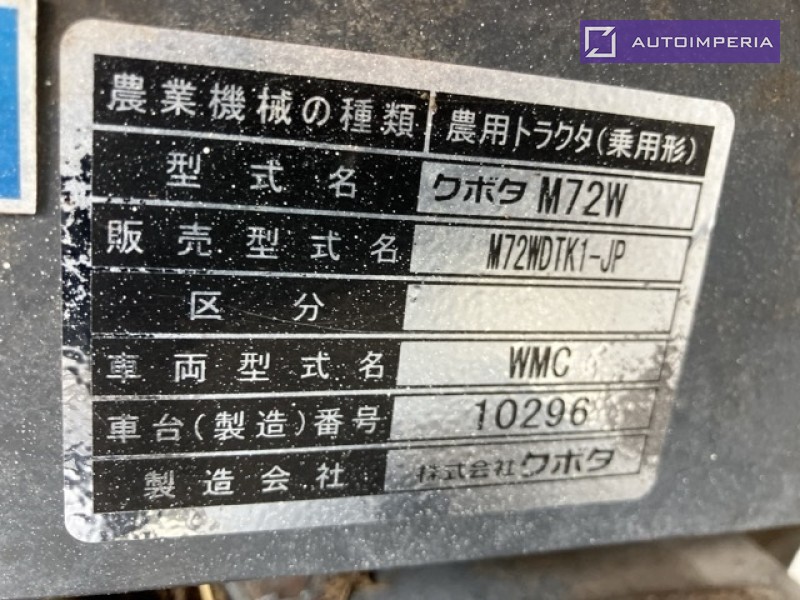 AUTOIMPERIA
農業機械の種類 農用トラクタ(乗用形)
型式名 クボタ M72W
販売型式名 M72WDTK1-JP
区分
車両型式名 WMC
車台(製造)番号 10296
製造会社 株式会社クボタ